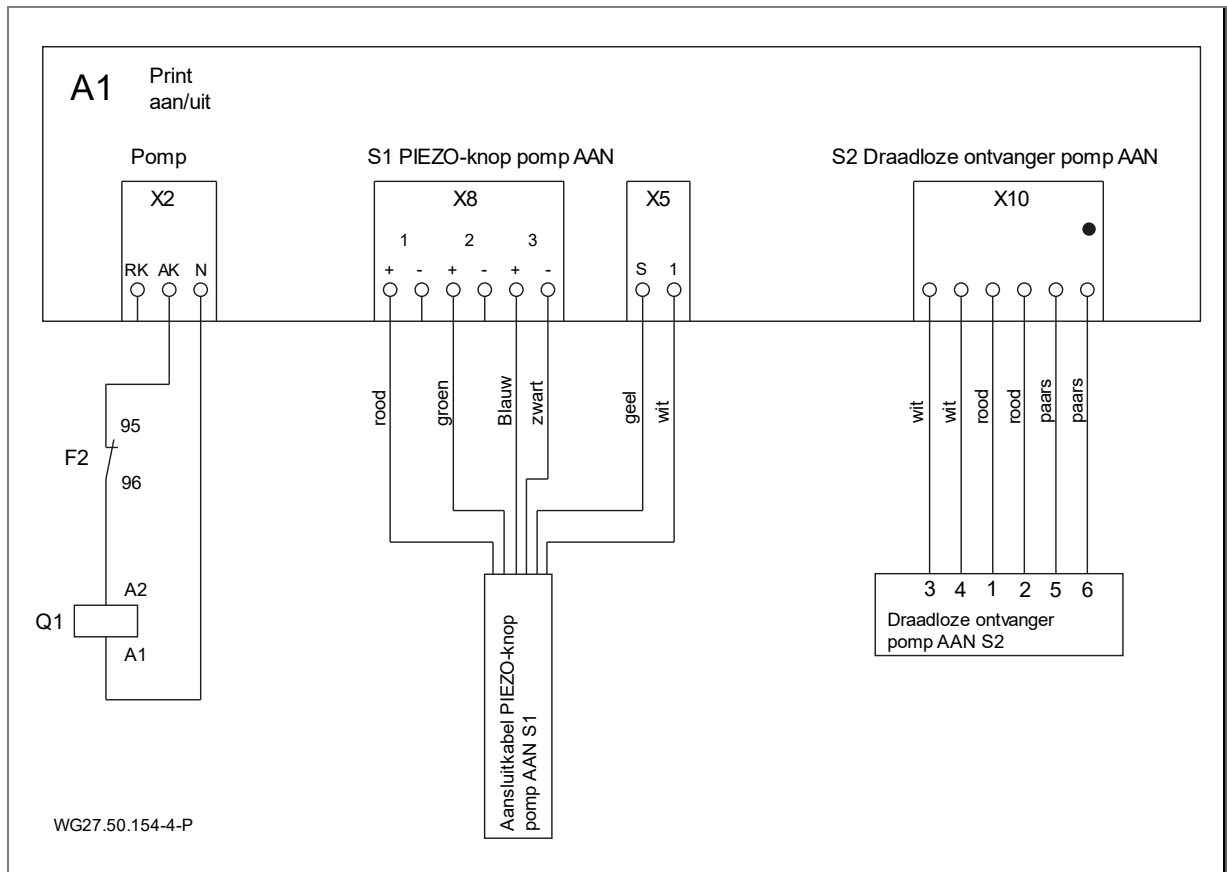 A1
Print
aan/uit
Pomp
S1 PIEZO-knop pomp AAN
S2 Draadloze ontvanger pomp AAN
X2
X8
X5
X10
1 2 3
RK AK N
+ - + - + -
S 1
rood
groen
Blauw
zwart
geel
wit
wit
wit
rood
rood
paars
paars
95
F2
96
A2
Q1
A1
3 4 1 2 5 6
Draadloze ontvanger
pomp AAN S2
Aansluitkabel PIEZO-knop
pomp AAN S1
WG27.50.154-4-P